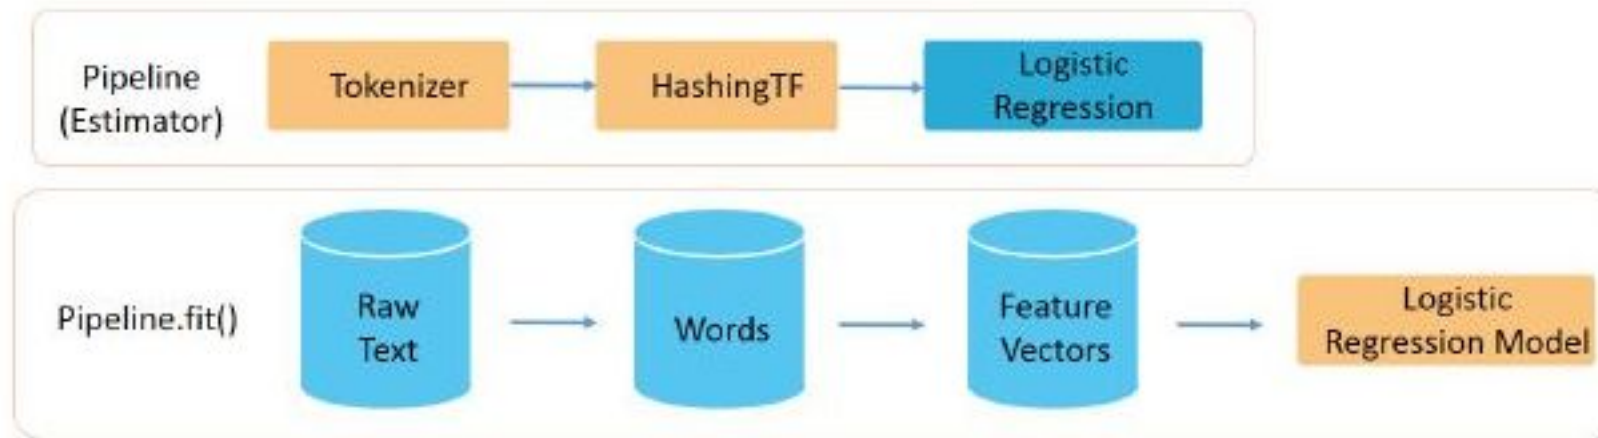 Pipeline
(Estimator)
Tokenizer
HashingTF
Logistic
Regression
Pipeline.fit()
Raw
Text
Words
Feature
Vectors
Logistic
Regression Model